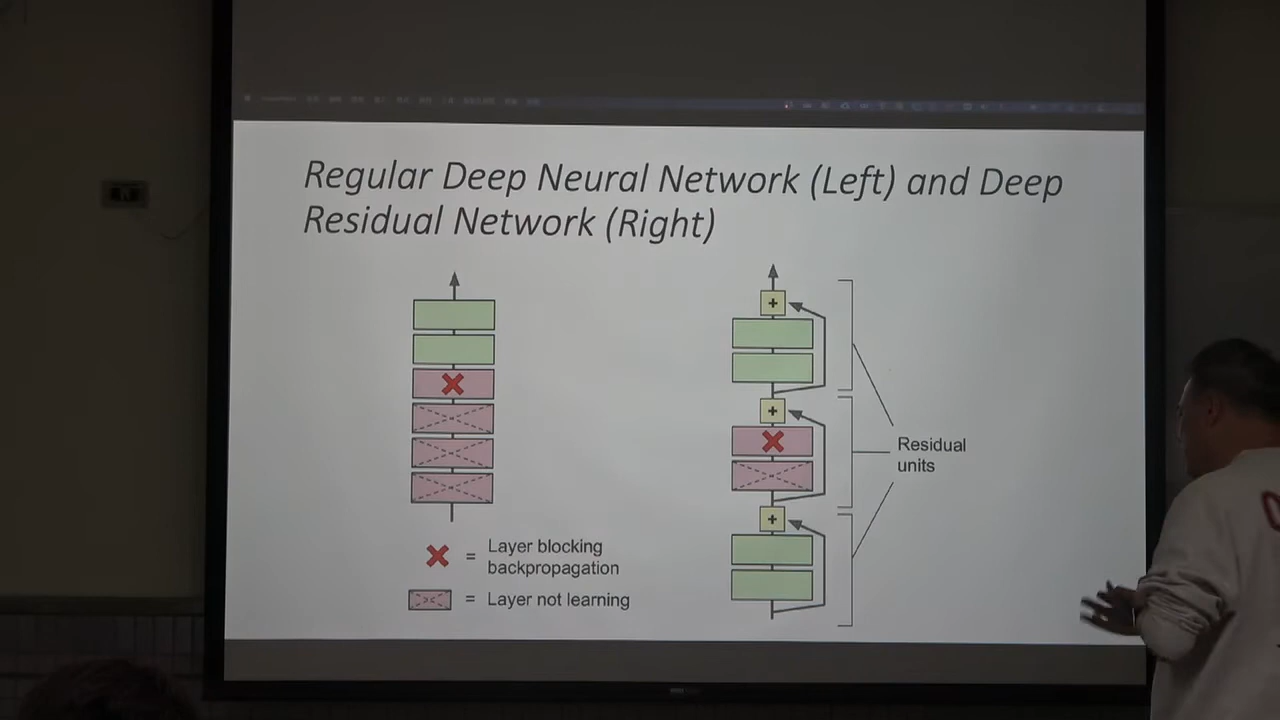 Regular Deep Neural Network (Left) and Deep
Residual Network (Right)
+
+
+
Residual
units
= Layer blocking
backpropagation
= Layer not learning